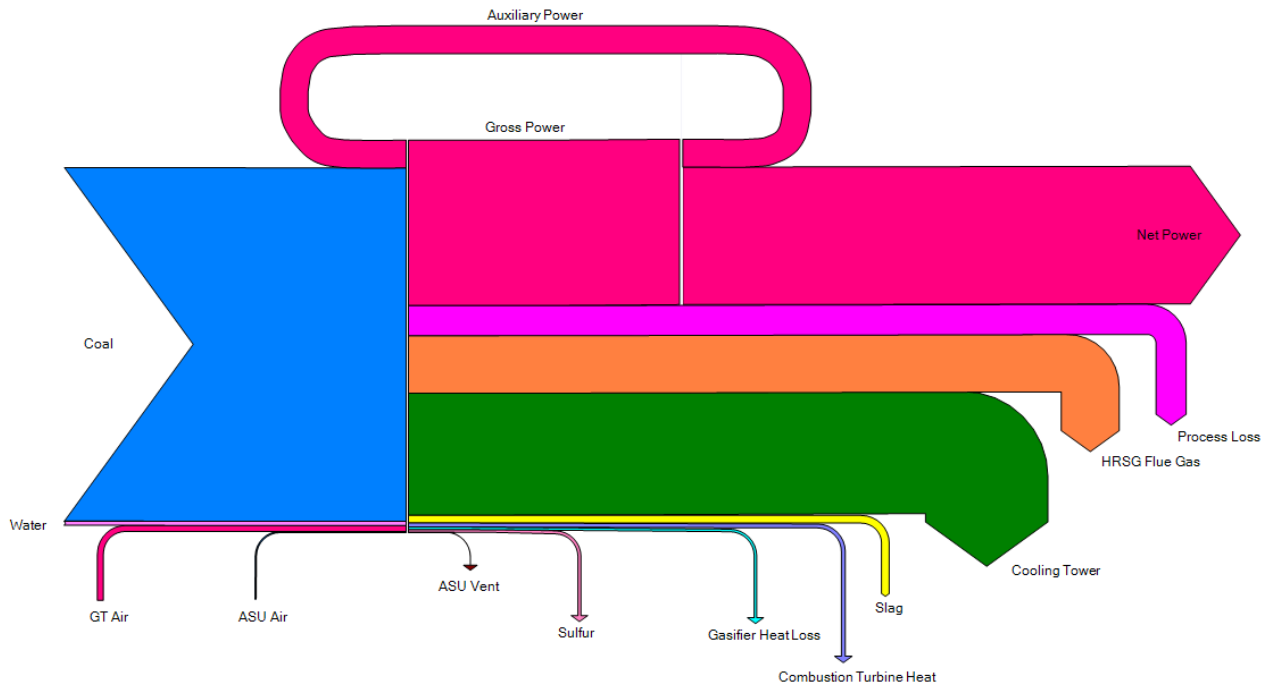 Auxiliary Power
Gross Power
Net Power
Coal
Process Loss
HRSG Flue Gas
Water
Cooling Tower
ASU Vent
Slag
GT Air
ASU Air
Sulfur
Gasifier Heat Loss
Combustion Turbine Heat